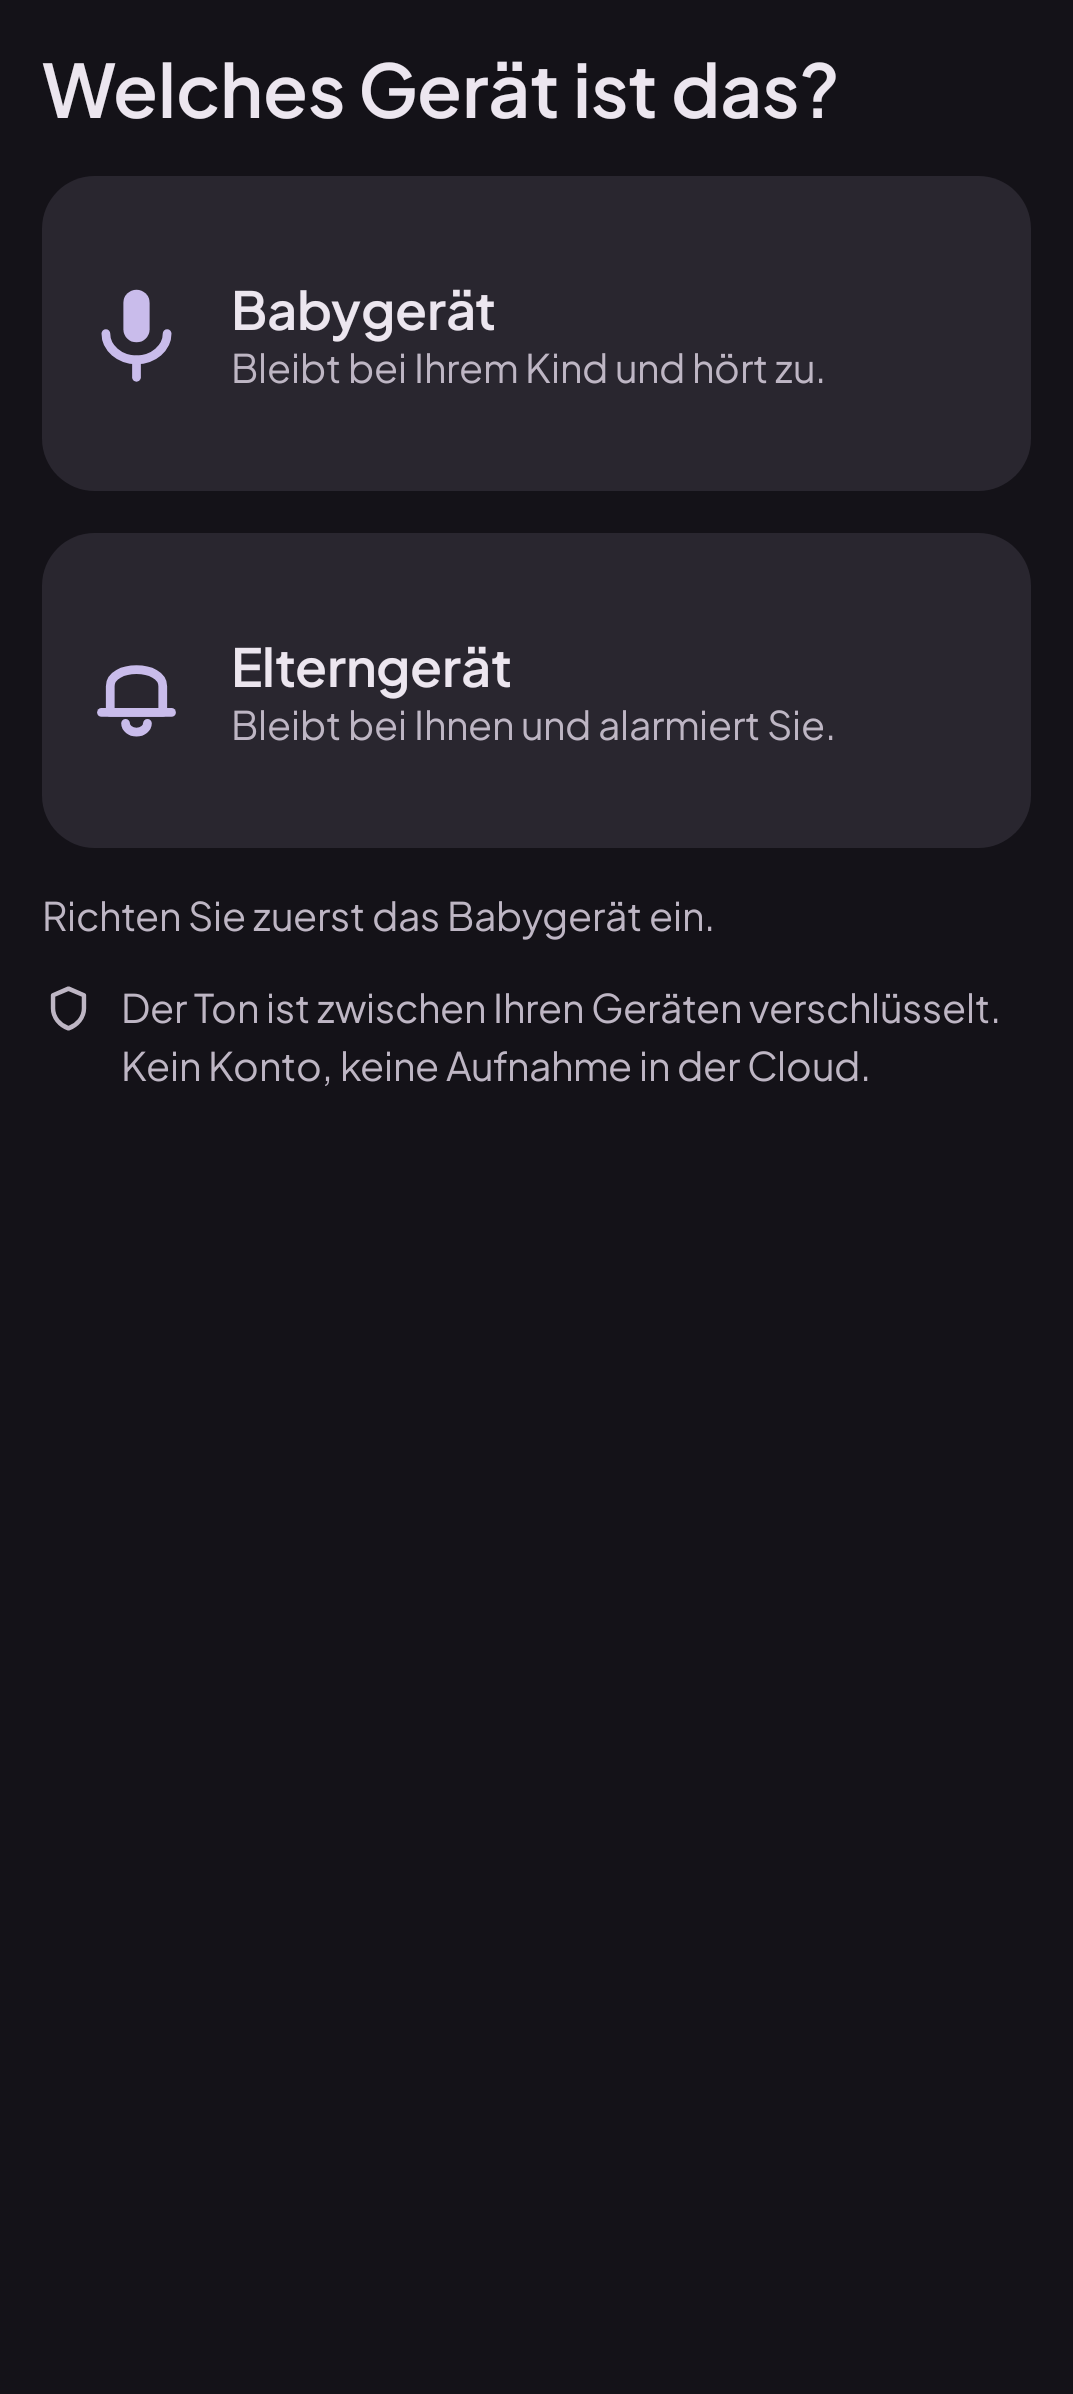 Welches Gerät ist das?
Babygerät
Bleibt bei Ihrem Kind und hört zu.
Elterngerät
Bleibt bei Ihnen und alarmiert Sie.
Richten Sie zuerst das Babygerät ein.
Der Ton ist zwischen Ihren Geräten verschlüsselt.
Kein Konto, keine Aufnahme in der Cloud.